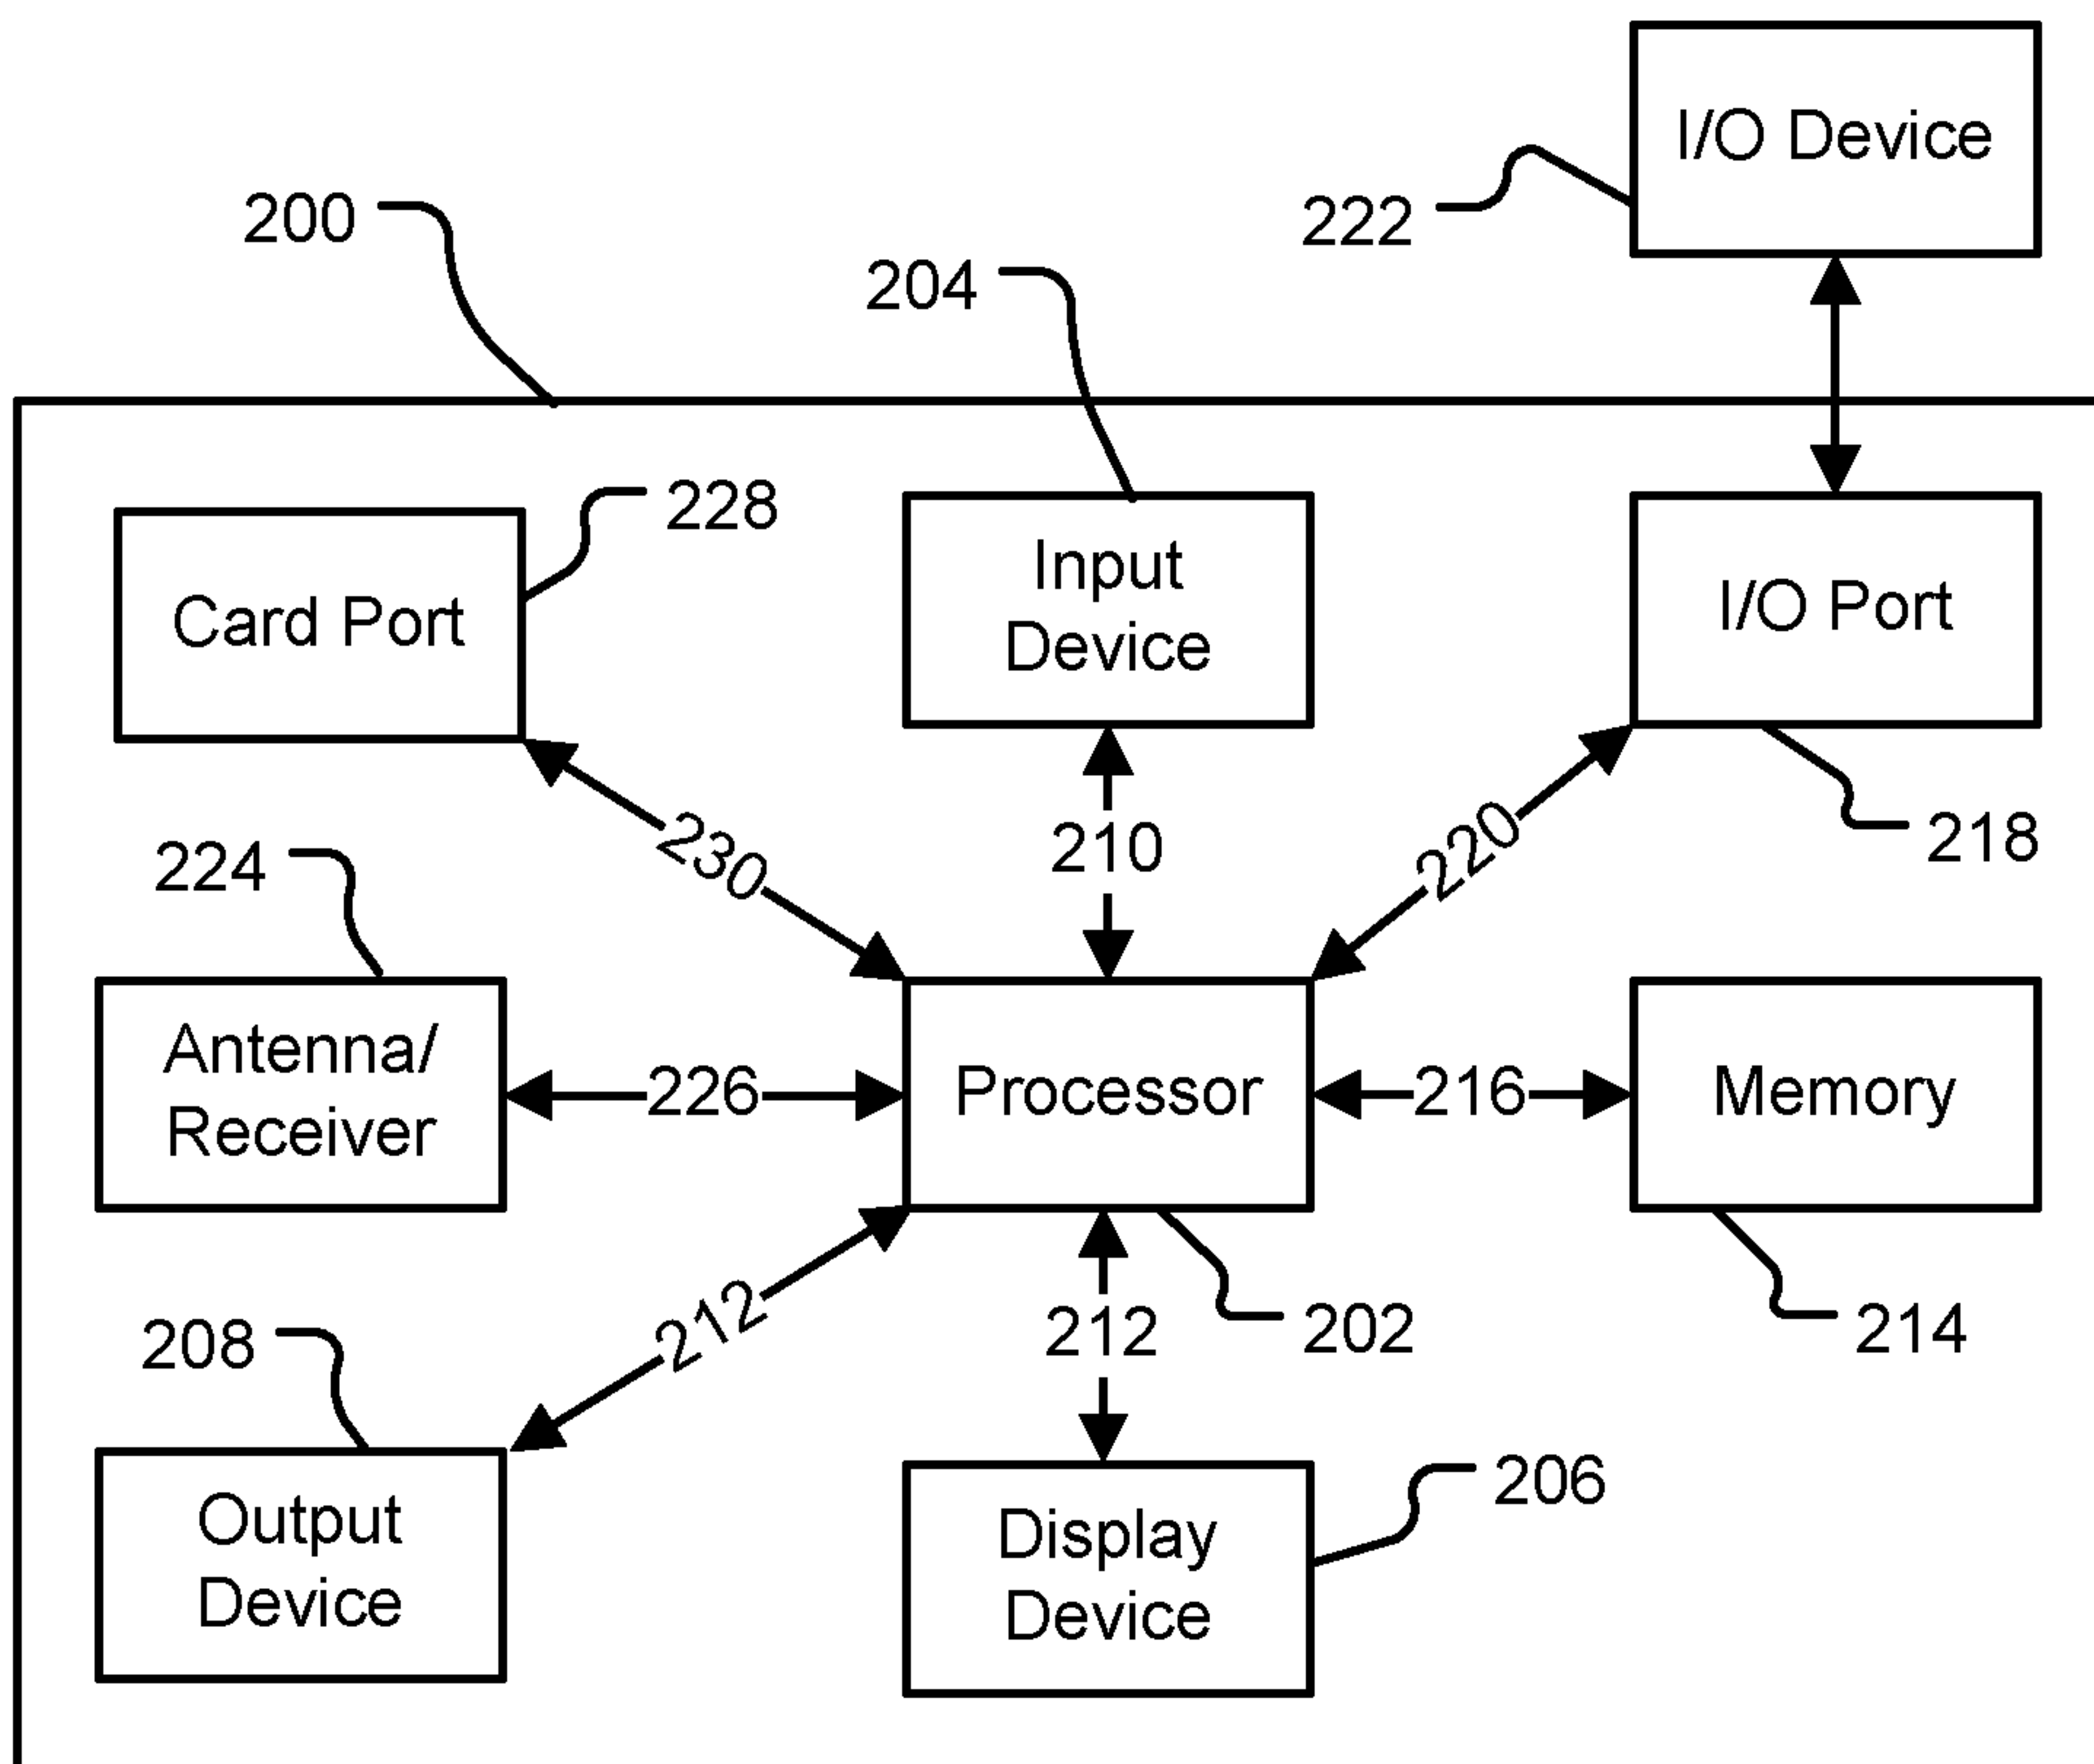 I/O Device
222
200
204
228
Card Port
Input
Device
I/O Port
230
210
220
218
224
Antenna/
Receiver
226
Processor
216
Memory
212
212
202
214
208
Output
Device
206
Display
Device